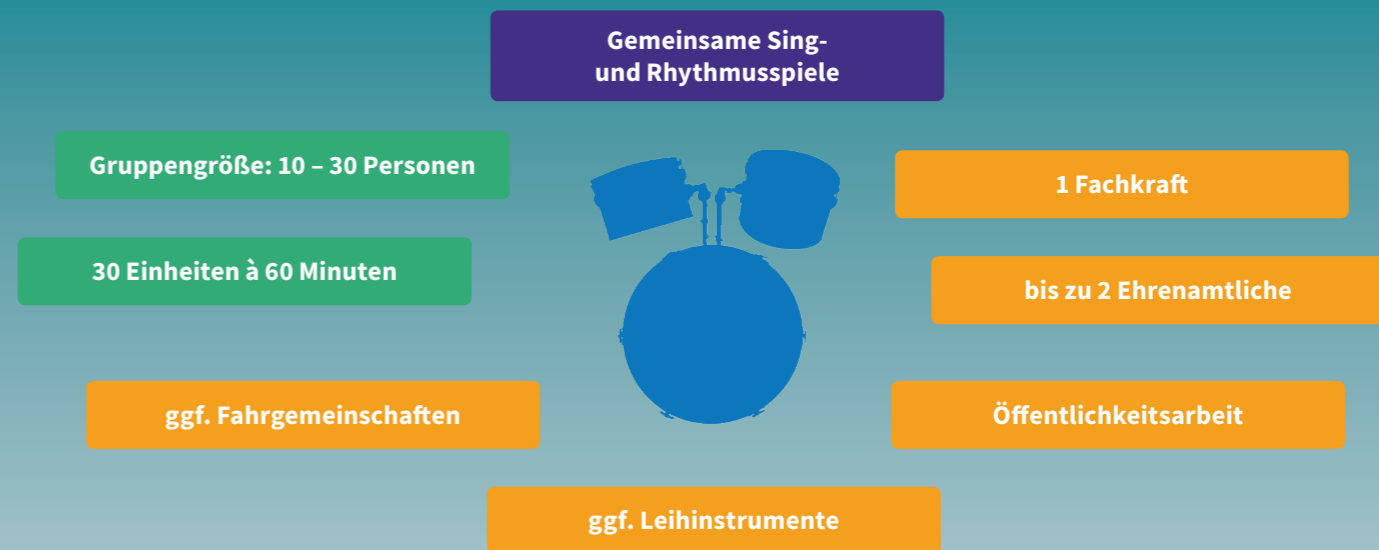 Gemeinsame Sing-
und Rhythmusspiele
Gruppengröße: 10 – 30 Personen
1 Fachkraft
30 Einheiten à 60 Minuten
bis zu 2 Ehrenamtliche
ggf. Fahrgemeinschaften
Öffentlichkeitsarbeit
ggf. Leihinstrumente